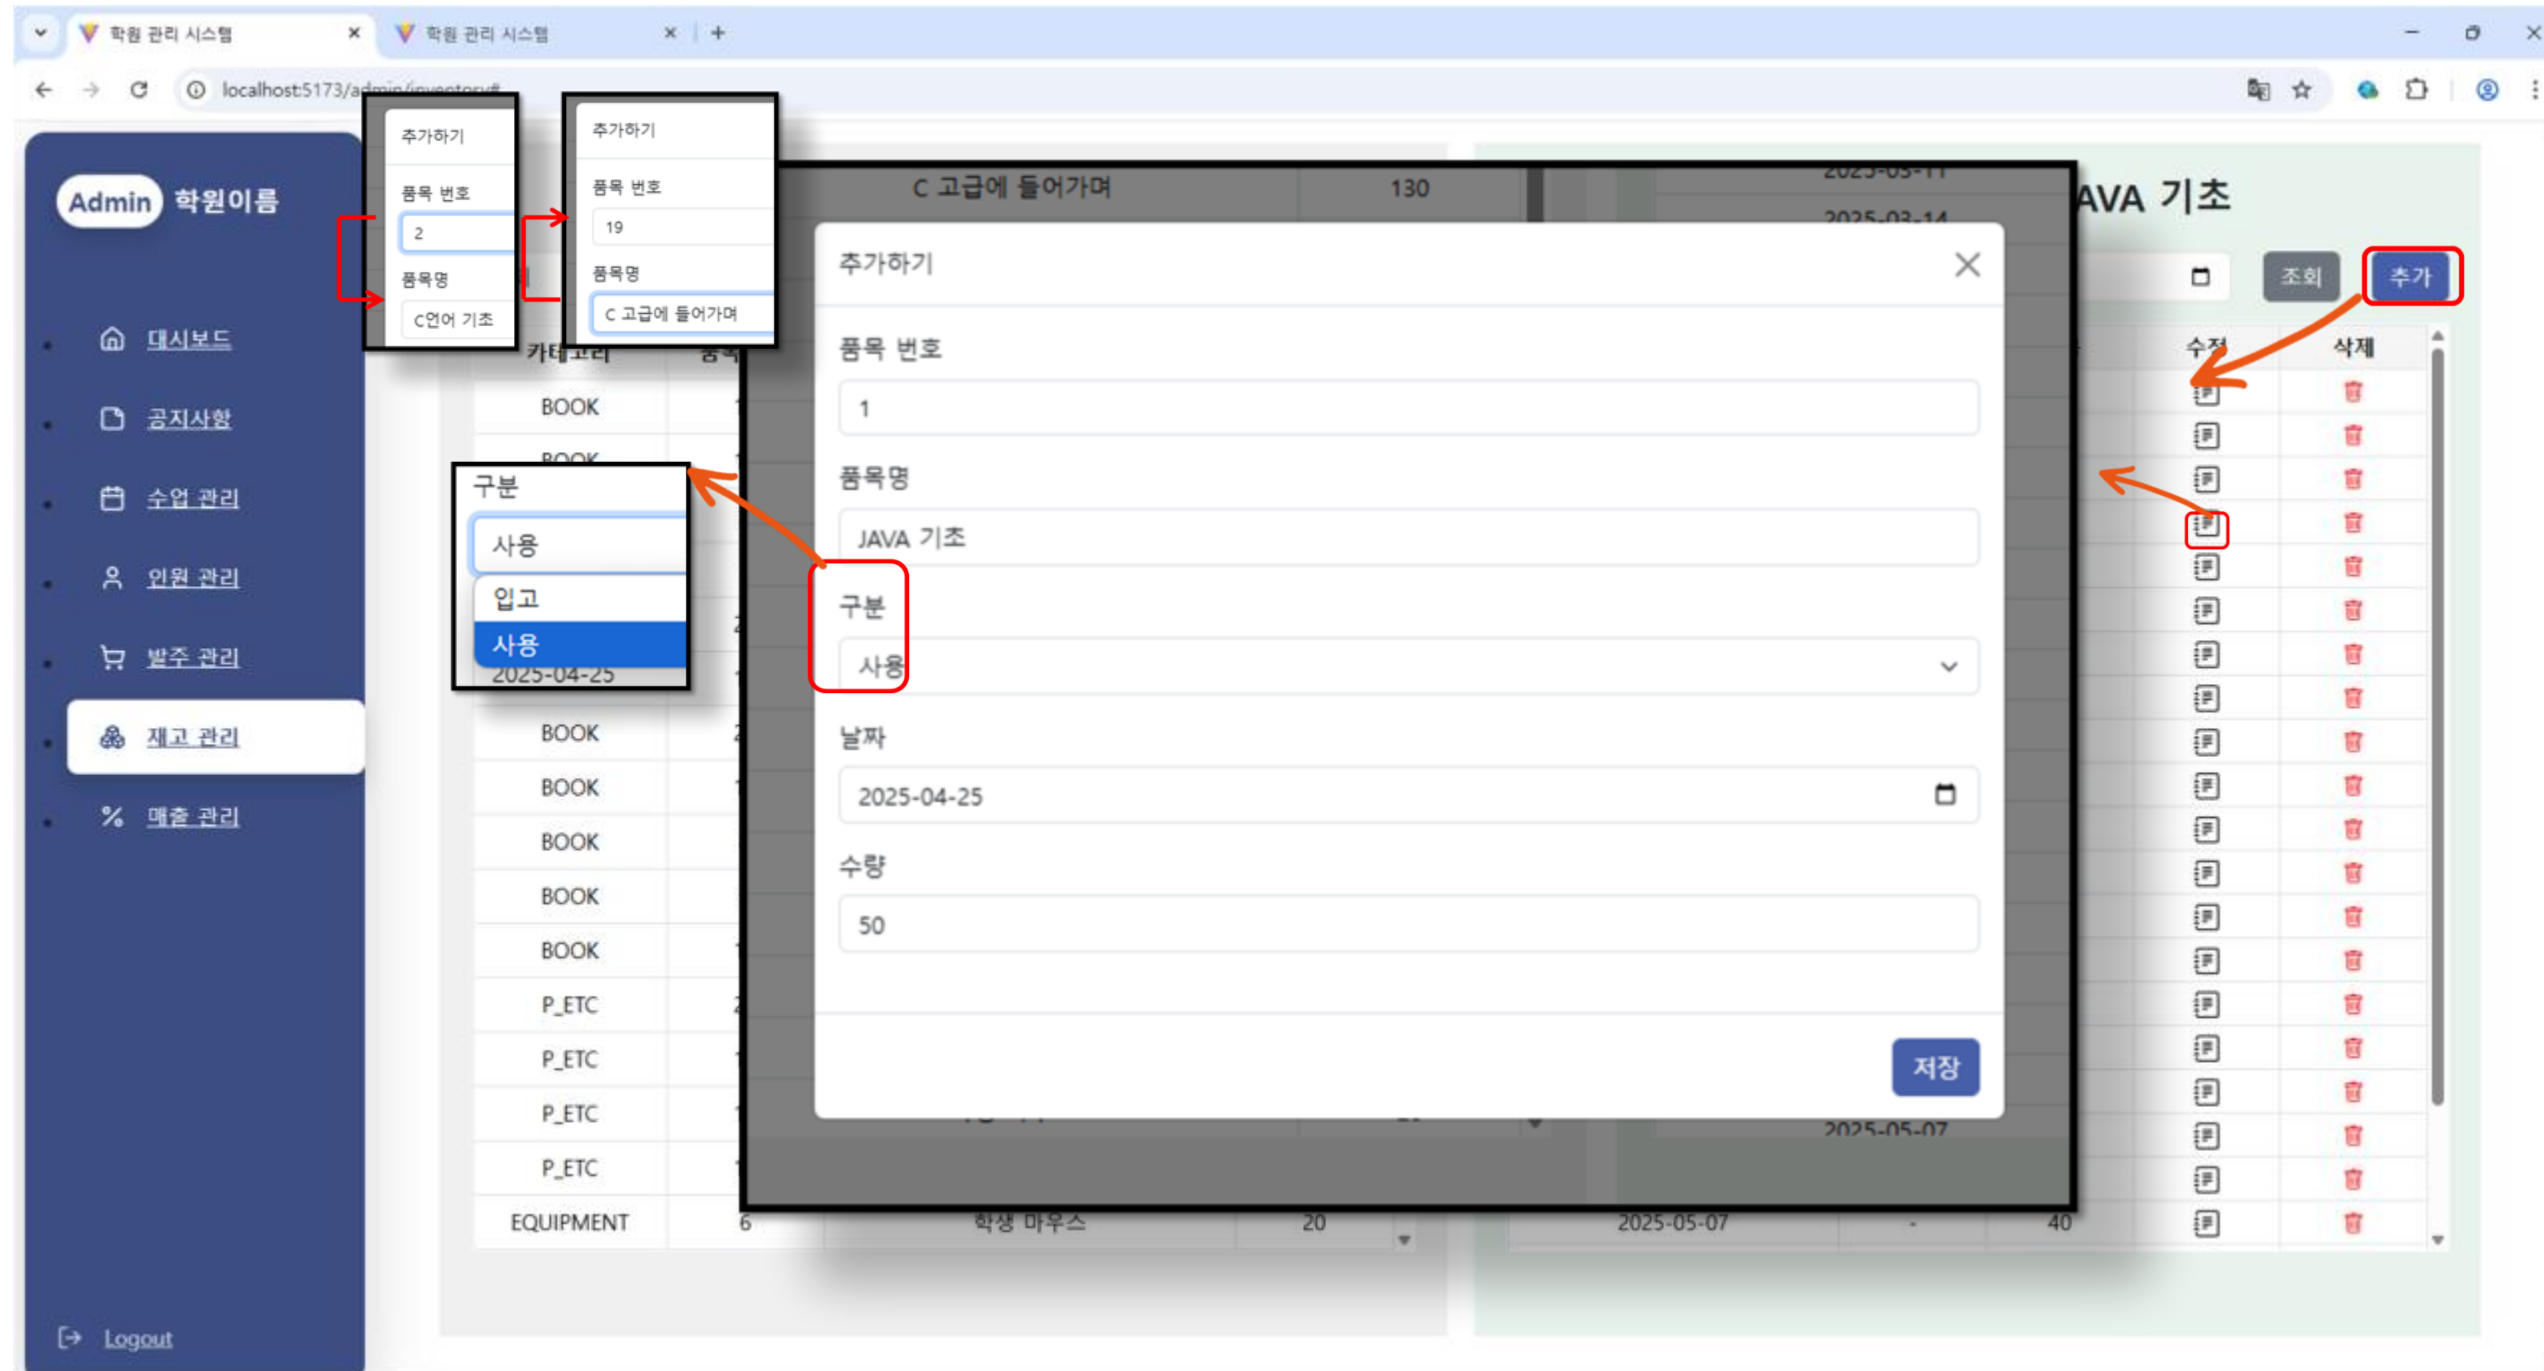 학원 관리 시스템
학원 관리 시스템
localhost:5173/admin/inventory#
Admin 학원이름
대시보드
공지사항
수업 관리
인원 관리
발주 관리
재고 관리
매출 관리
Logout
추가하기
품목 번호
2
품목명
C언어 기초
추가하기
품목 번호
19
품목명
C 고급에 들어가며
카테고리
BOOK
BOOK
구분
사용
입고
사용
2025-04-25
BOOK
BOOK
BOOK
BOOK
BOOK
P_ETC
P_ETC
P_ETC
P_ETC
EQUIPMENT 6 학생 마우스 20
C 고급에 들어가며 130
2025-03-11
2025-03-14
추가하기
품목 번호
1
품목명
JAVA 기초
구분
사용
날짜
2025-04-25
수량
50
저장
2025-05-07
2025-05-07 - 40
AVA 기초
조회 추가
수정 삭제